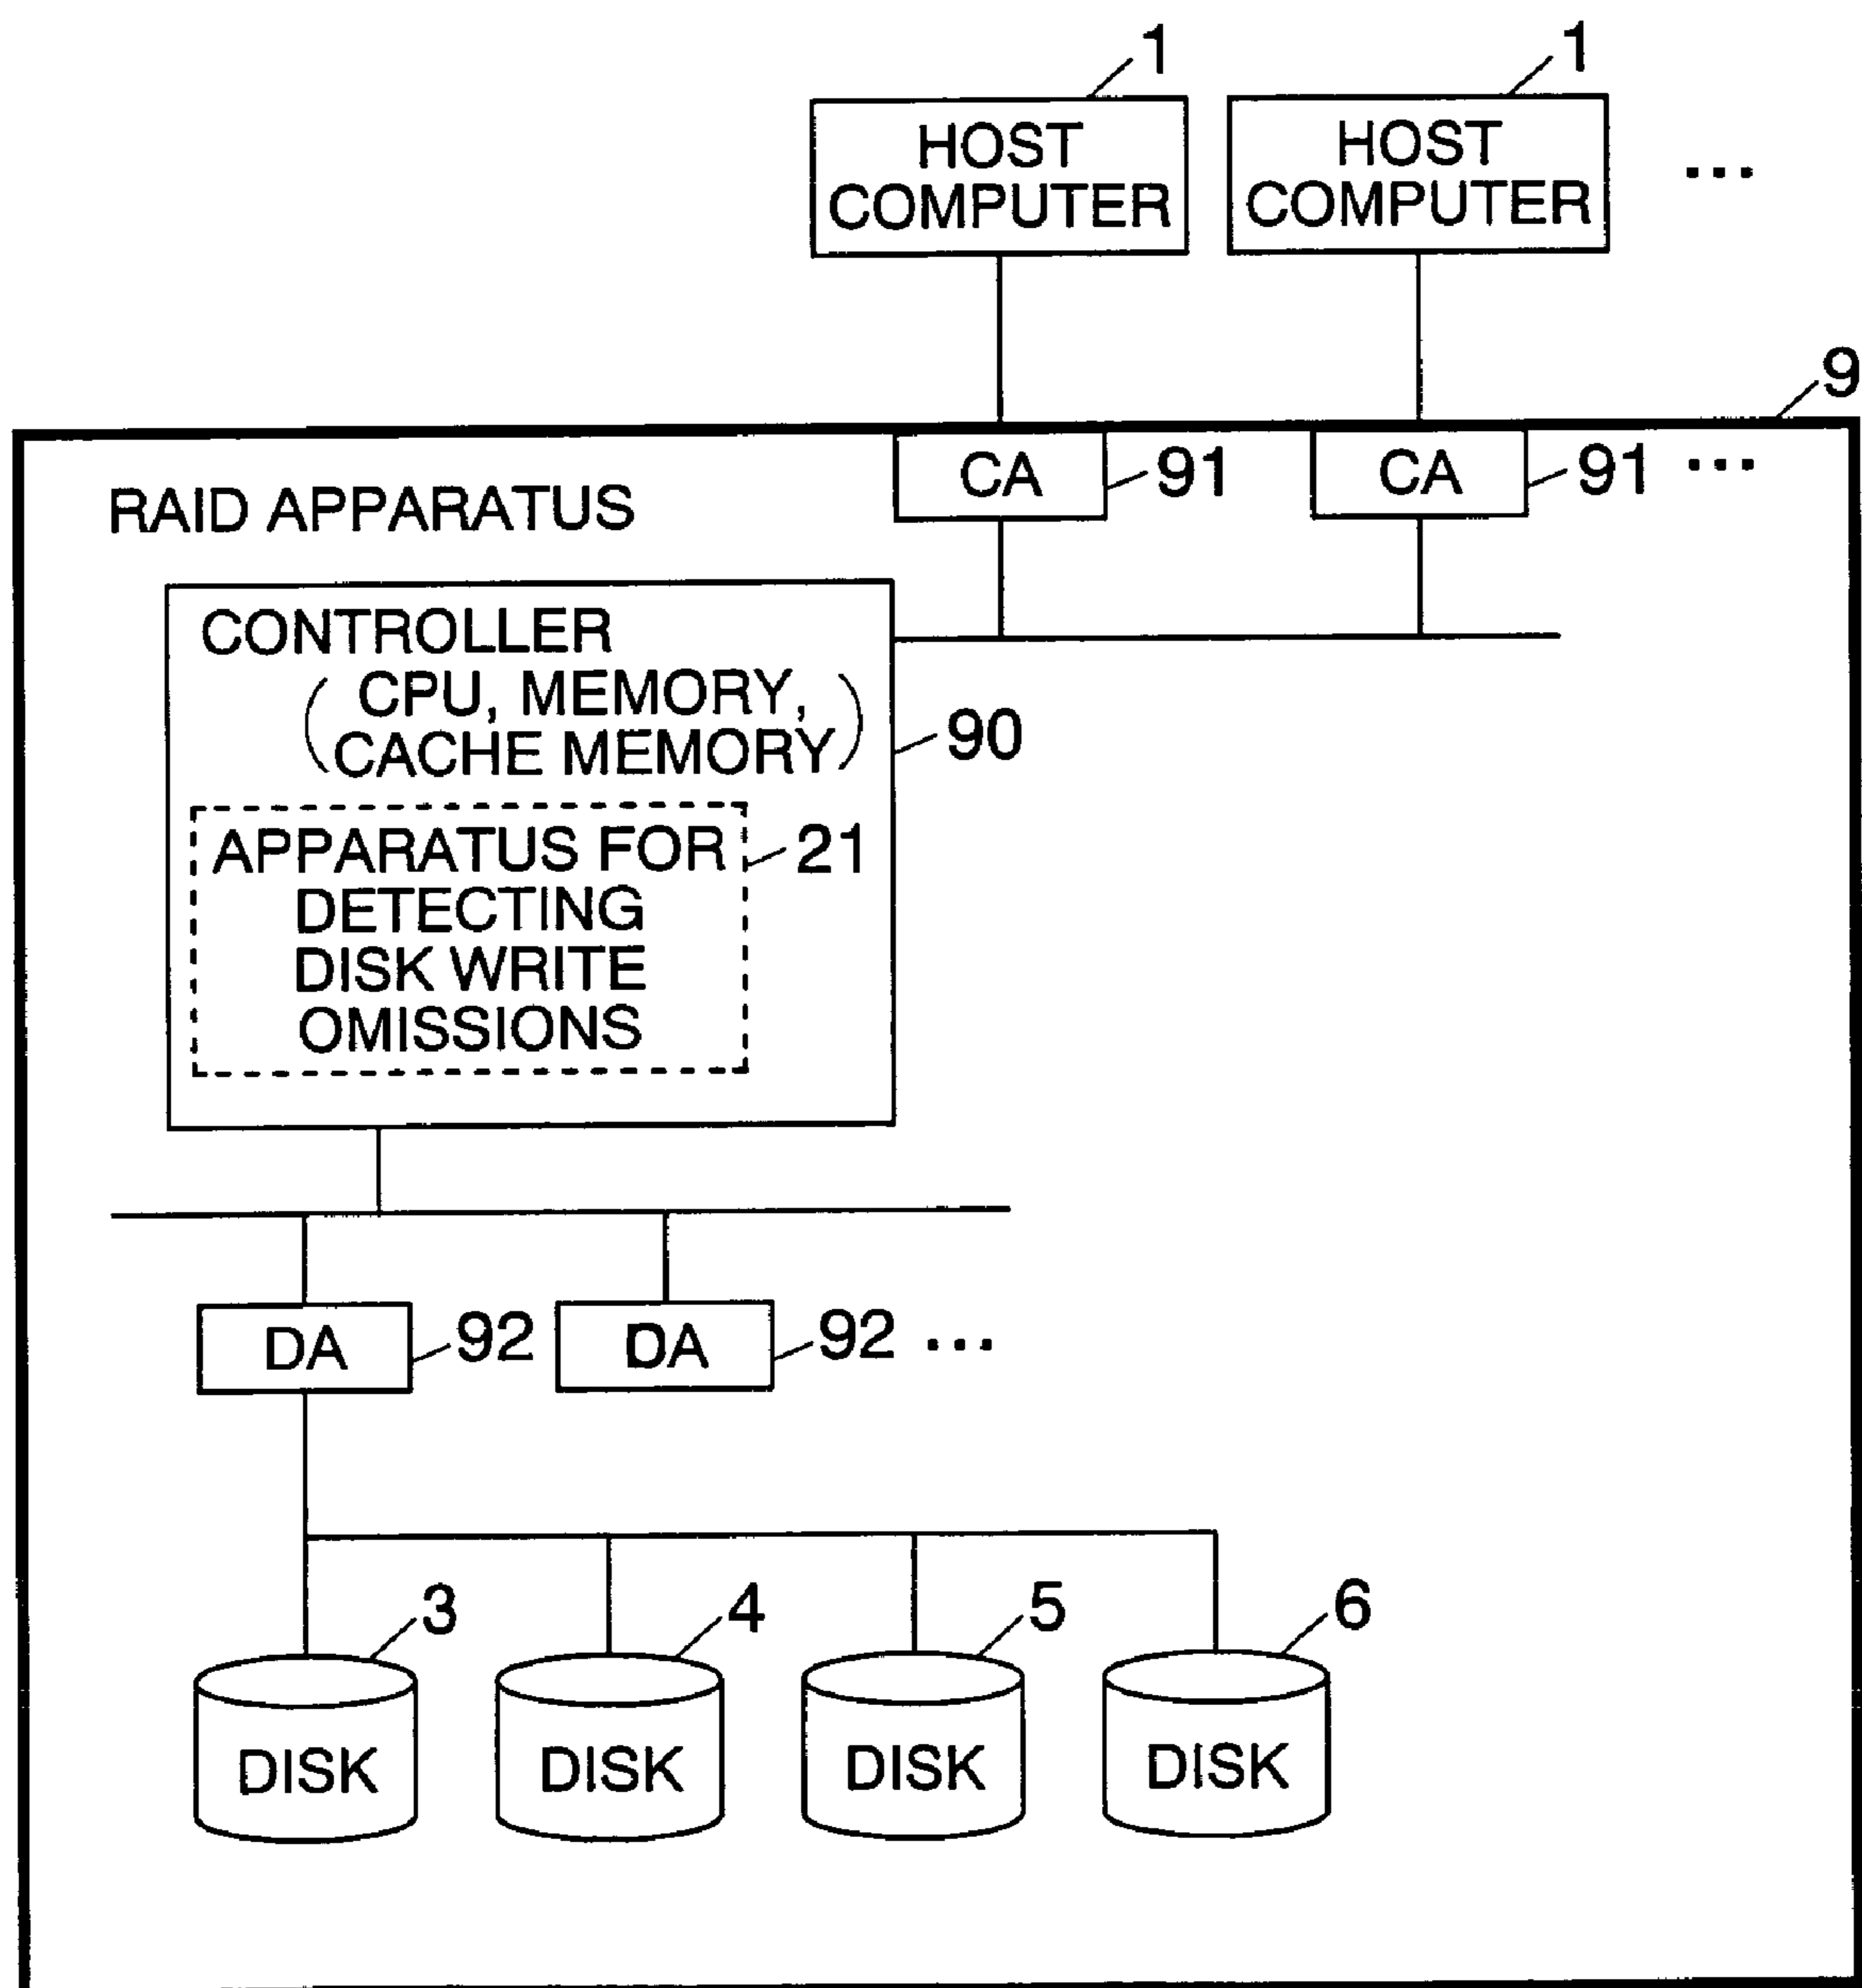 1
1
HOST
COMPUTER
HOST
COMPUTER
...
9
RAID APPARATUS
CA
91
CA
91
...
CONTROLLER
( CPU, MEMORY,
CACHE MEMORY )
90
APPARATUS FOR
DETECTING
DISK WRITE
OMISSIONS
21
DA
92
DA
92
...
3
4
5
6
DISK
DISK
DISK
DISK